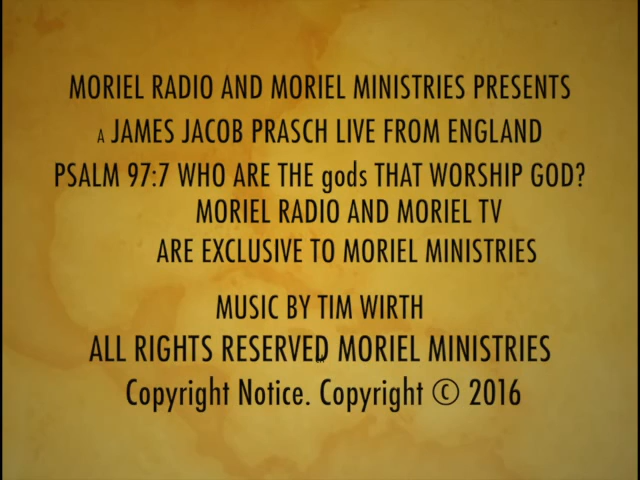 MORIEL RADIO AND MORIEL MINISTRIES PRESENTS
A JAMES JACOB PRASCH LIVE FROM ENGLAND
PSALM 97:7 WHO ARE THE gods THAT WORSHIP GOD?
MORIEL RADIO AND MORIEL TV
ARE EXCLUSIVE TO MORIEL MINISTRIES
MUSIC BY TIM WIRTH
ALL RIGHTS RESERVED MORIEL MINISTRIES
Copyright Notice. Copyright © 2016